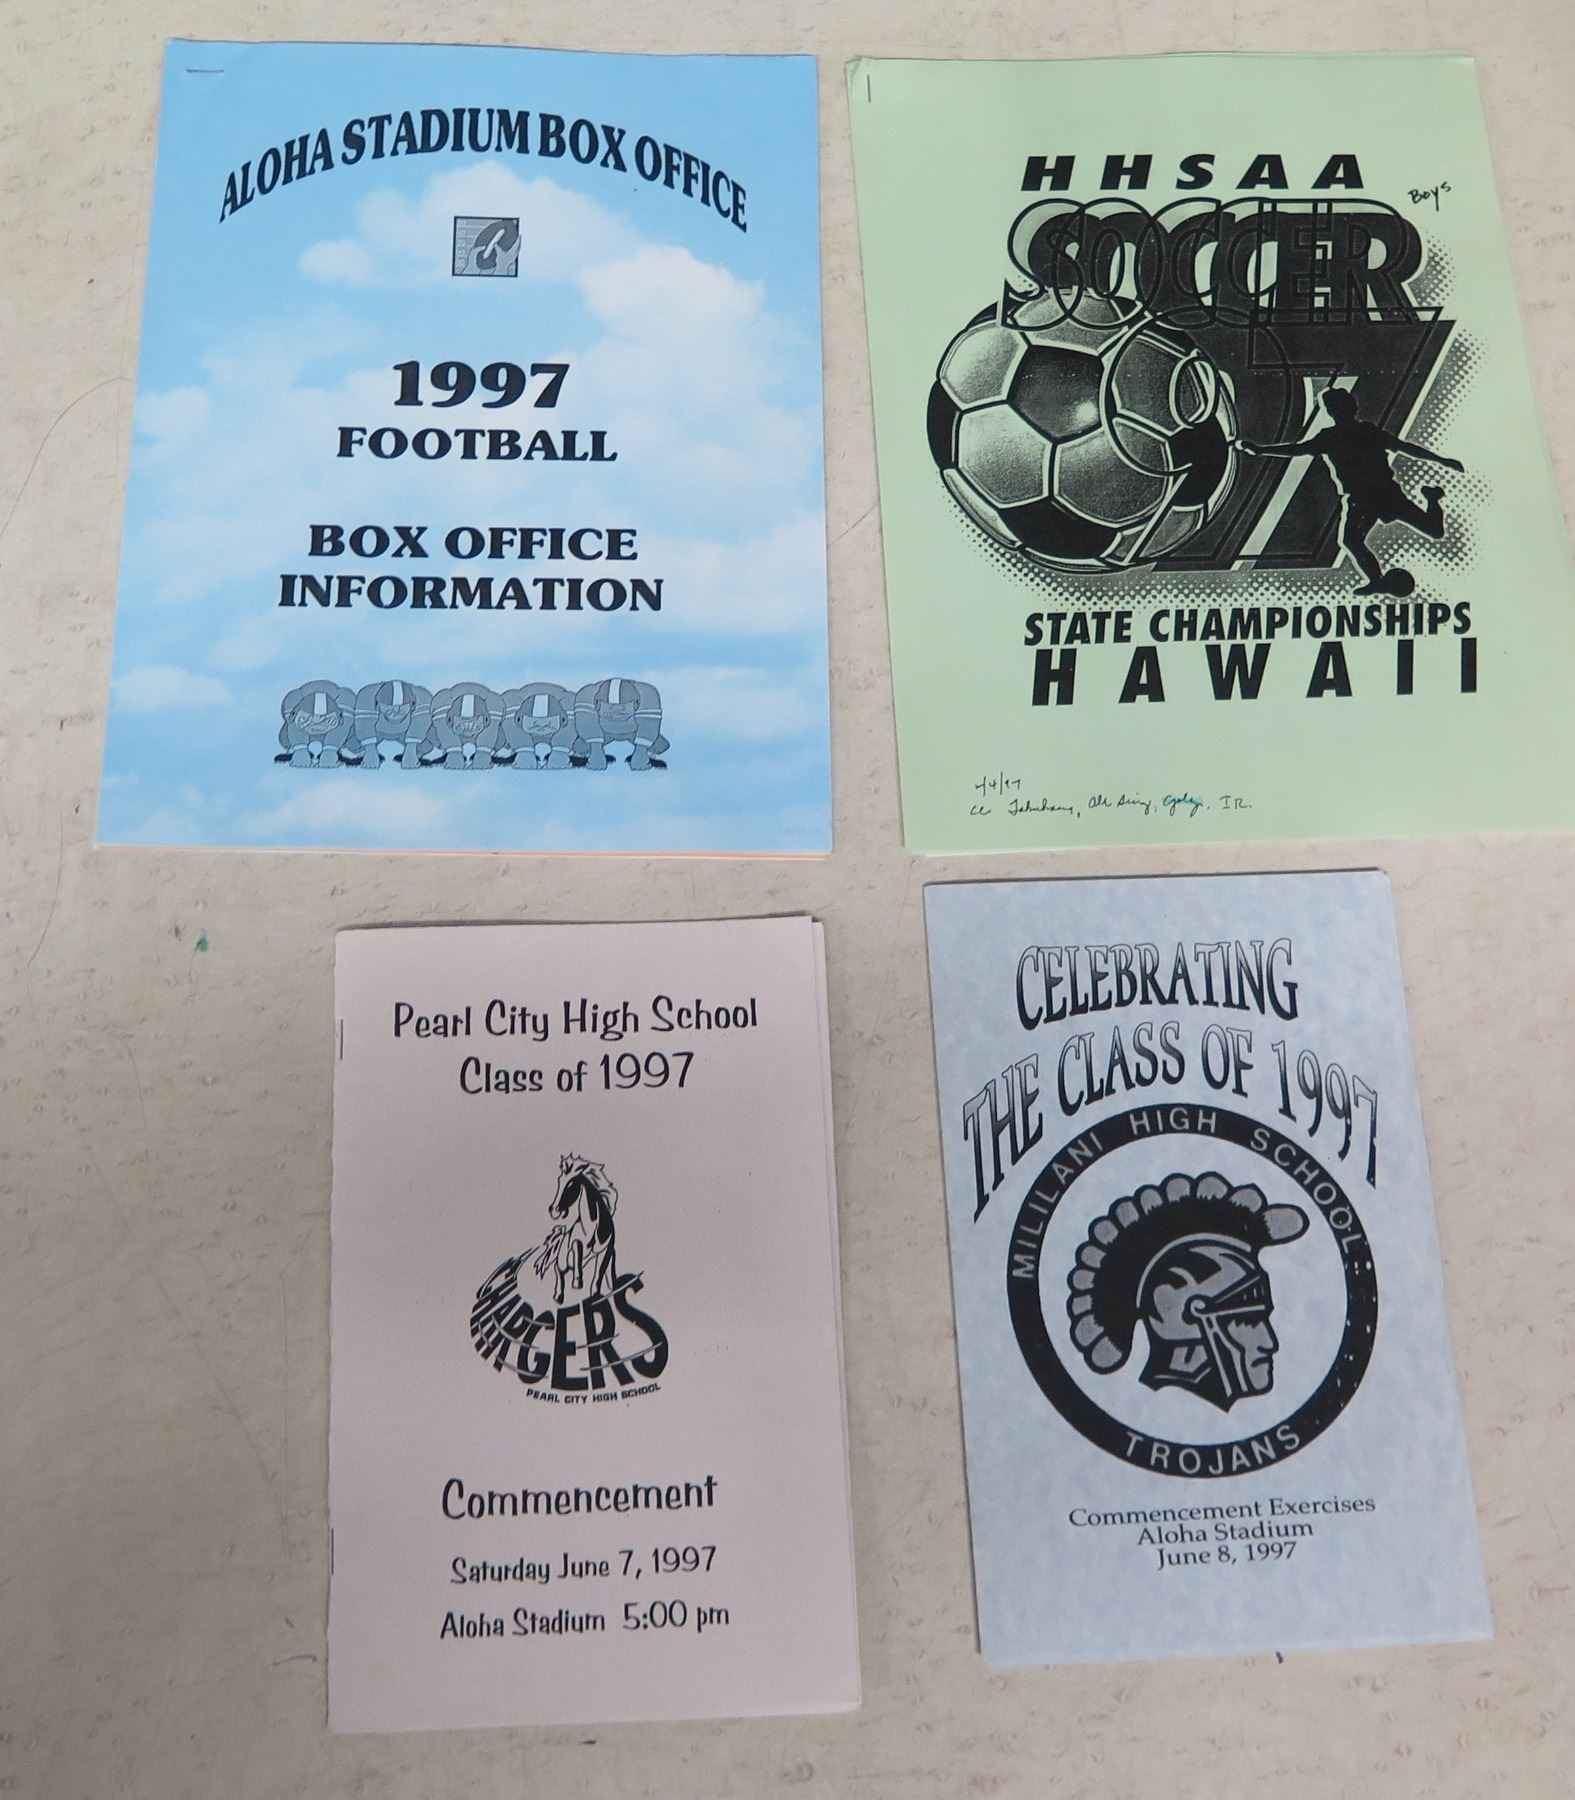 ALOHA STADIUM BOX OFFICE
1997
FOOTBALL
BOX OFFICE
INFORMATION
HHSAA
Boys
SOCCER
97
STATE CHAMPIONSHIPS
HAWAII
IR.
Pearl City High School
Class of 1997
CHARGERS
PEARL CITY HIGH SCHOOL
Commencement
Saturday June 7, 1997
Aloha Stadium 5:00 pm
CELEBRATING
THE CLASS OF 1997
MILILANI HIGH SCHOOL
TROJANS
Commencement Exercises
Aloha Stadium
June 8, 1997